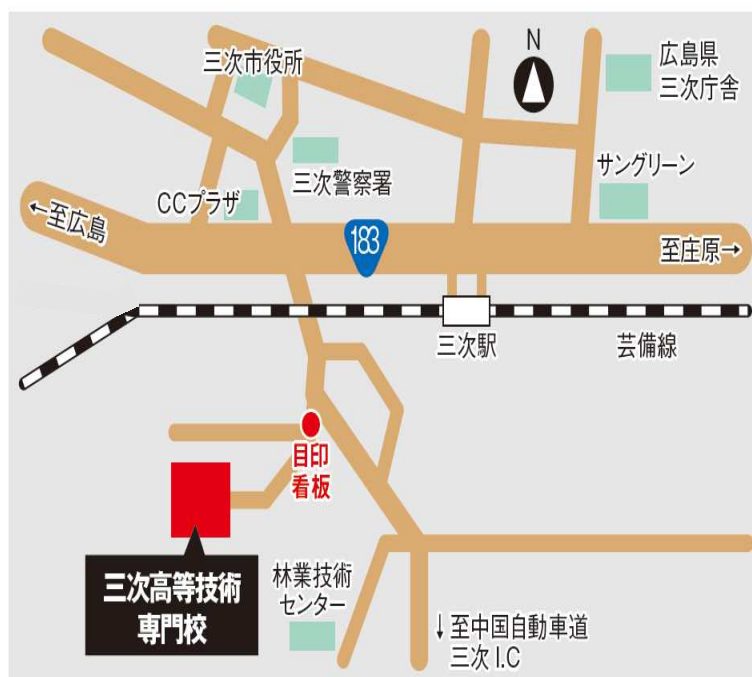 N
三次市役所
広島県
三次庁舎
三次警察署
サングリーン
CCプラザ
←至広島
183
至庄原→
三次駅
芸備線
目印
看板
三次高等技術
専門校
林業技術
センター
↓至中国自動車道
三次 I.C